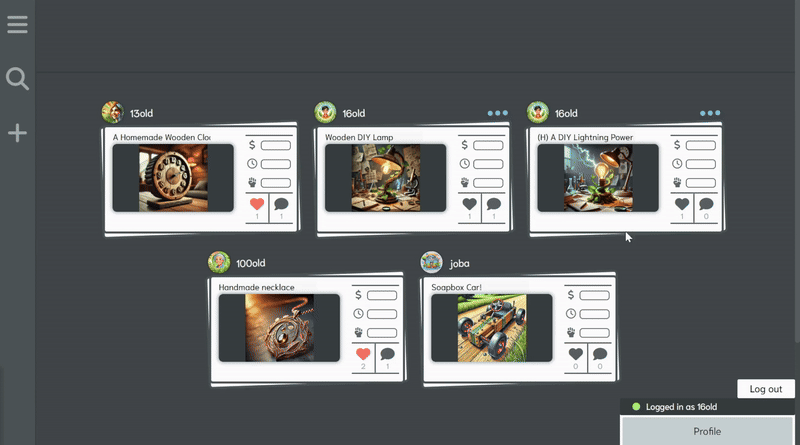 13old
16old
16old
A Homemade Wooden Clo
Wooden DIY Lamp
(H) A DIY Lightning Power
$
$
$
1 1
1 1
1 0
100old
joba
Handmade necklace
Soapbox Car!
$
$
2 1
0 0
Log out
Logged in as 16old
Profile